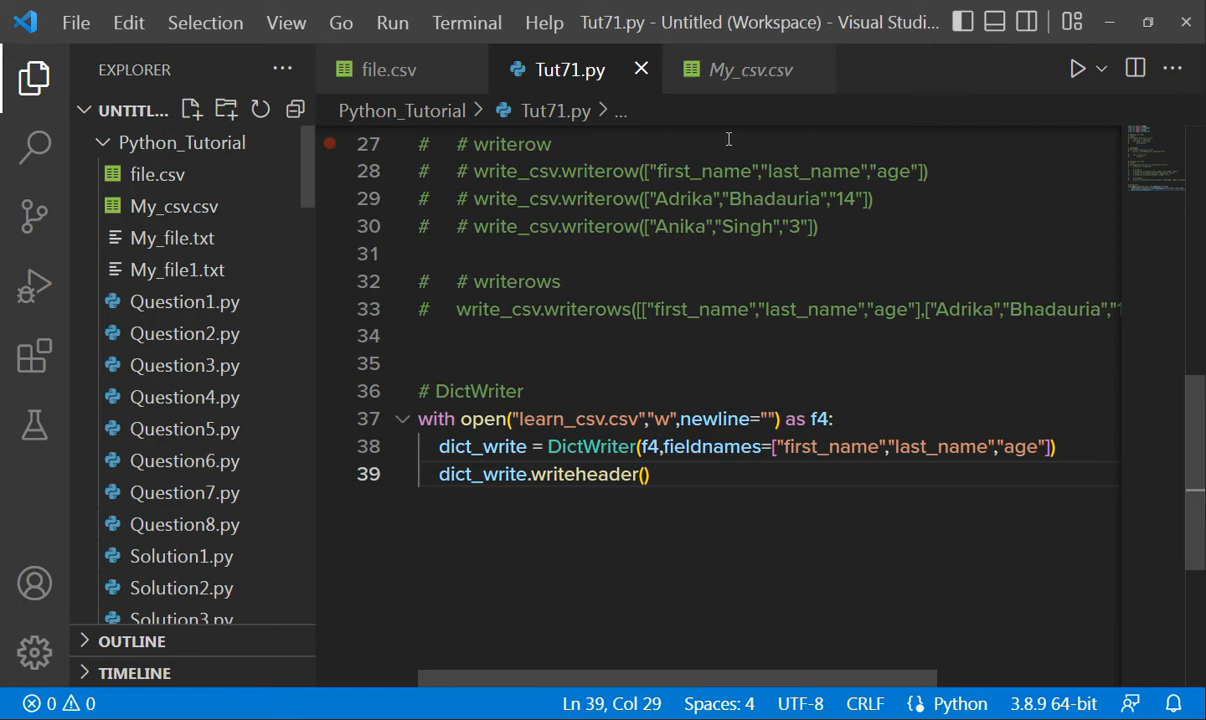 File Edit Selection View Go Run Terminal Help Tut71.py - Untitled (Workspace) - Visual Studi...
EXPLORER
file.csv Tut71.py My_csv.csv
UNTITL...
Python_Tutorial > Tut71.py > ...
Python_Tutorial
file.csv
My_csv.csv
My_file.txt
My_file1.txt
Question1.py
Question2.py
Question3.py
Question4.py
Question5.py
Question6.py
Question7.py
Question8.py
Solution1.py
Solution2.py
Solution3.py
OUTLINE
TIMELINE
27 # # writerow
28 # # write_csv.writerow(["first_name","last_name","age"])
29 # # write_csv.writerow(["Adrika","Bhadauria","14"])
30 # # write_csv.writerow(["Anika","Singh","3"])
31
32 # # writerows
33 # write_csv.writerows([["first_name","last_name","age"],["Adrika","Bhadauria","1
34
35
36 # DictWriter
37 with open("learn_csv.csv","w",newline="") as f4:
38 dict_write = DictWriter(f4,fieldnames=["first_name","last_name","age"])
39 dict_write.writeheader()
0 0 Ln 39, Col 29 Spaces: 4 UTF-8 CRLF Python 3.8.9 64-bit